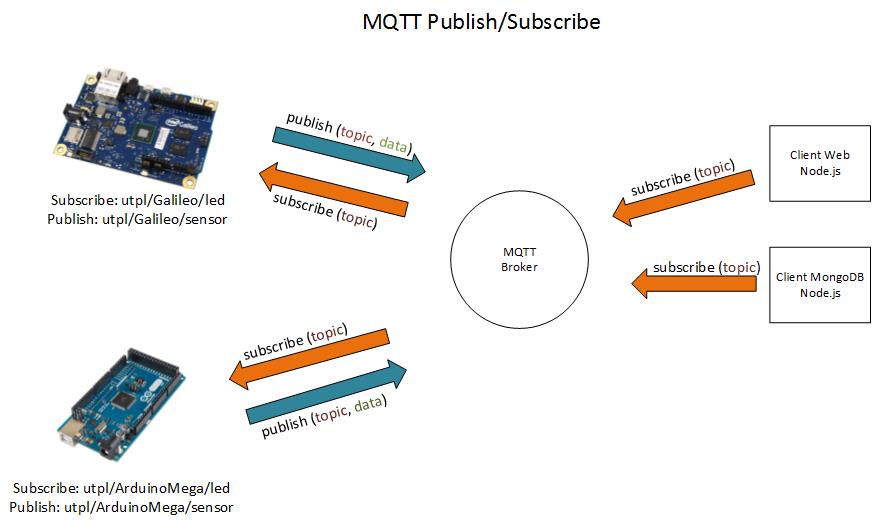 MQTT Publish/Subscribe
publish (topic, data)
subscribe (topic)
Subscribe: utpl/Galileo/led
Publish: utpl/Galileo/sensor
MQTT
Broker
subscribe (topic)
Client Web
Node.js
subscribe (topic)
Client MongoDB
Node.js
subscribe (topic)
publish (topic, data)
Subscribe: utpl/ArduinoMega/led
Publish: utpl/ArduinoMega/sensor